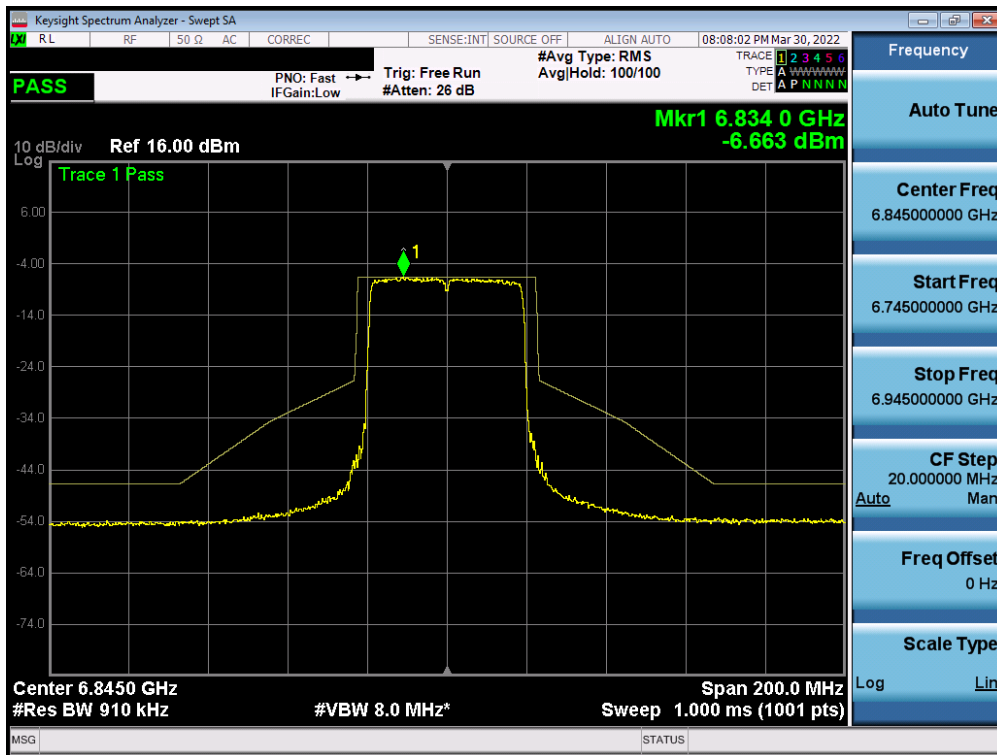 Keysight Spectrum Analyzer - Swept SA
LXI RL RF 50 Ω AC CORREC SENSE:INT SOURCE OFF ALIGN AUTO 08:08:02 PM Mar 30, 2022
PASS
PNO: Fast
IFGain:Low
Trig: Free Run
#Atten: 26 dB
#Avg Type: RMS
Avg|Hold: 100/100
TRACE 1 2 3 4 5 6
TYPE A WWWWW
DET A P N N N N
Mkr1 6.834 0 GHz
-6.663 dBm
10 dB/div Ref 16.00 dBm
Log
Trace 1 Pass
1
6.00
-4.00
-14.0
-24.0
-34.0
-44.0
-54.0
-64.0
-74.0
Center 6.8450 GHz Span 200.0 MHz
#Res BW 910 kHz #VBW 8.0 MHz* Sweep 1.000 ms (1001 pts)
MSG STATUS
Frequency
Auto Tune
Center Freq
6.845000000 GHz
Start Freq
6.745000000 GHz
Stop Freq
6.945000000 GHz
CF Step
20.000000 MHz
Auto Man
Freq Offset
0 Hz
Scale Type
Log Lin